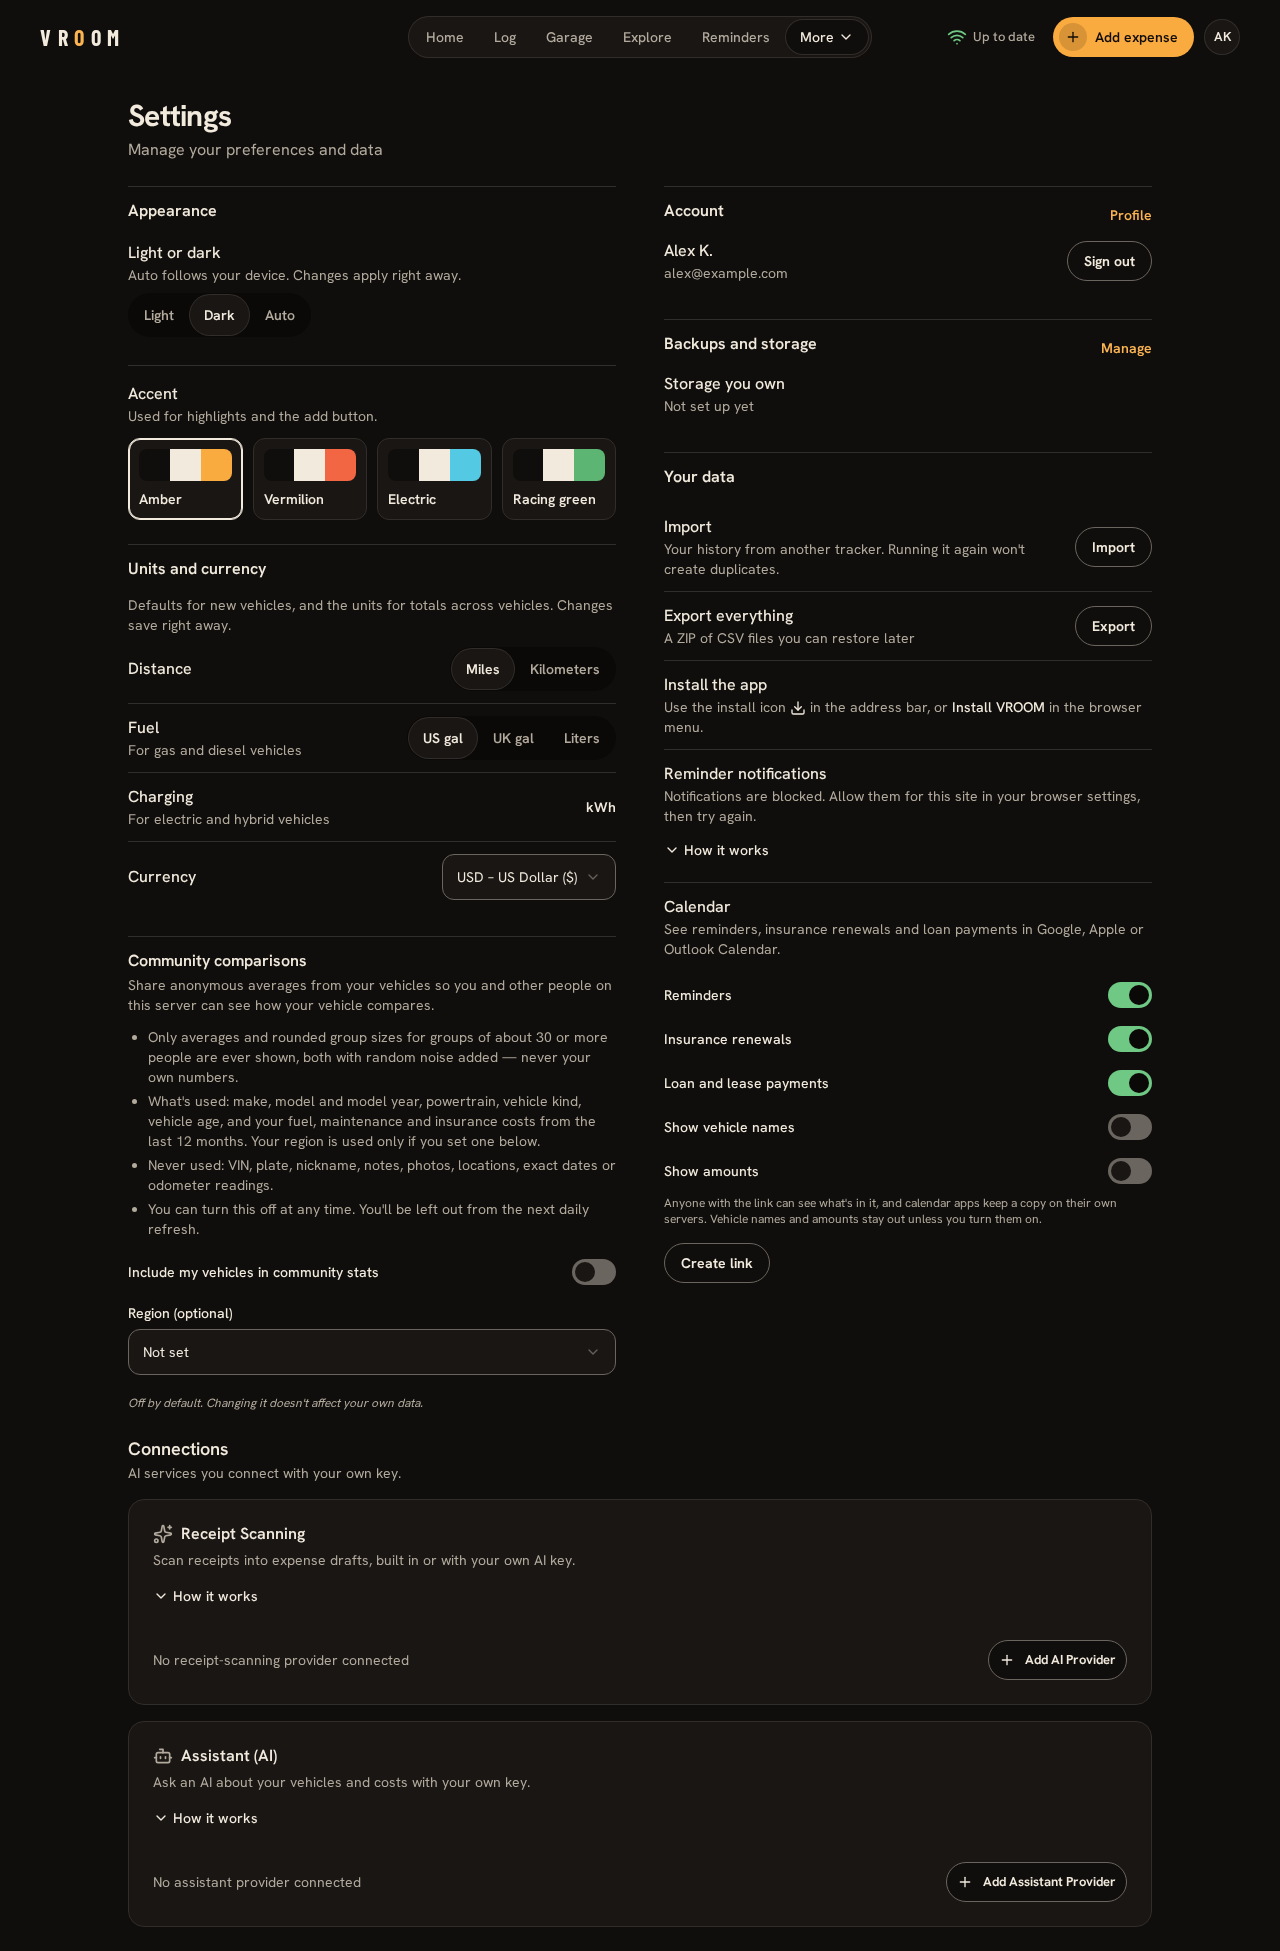 VROOM
Home
Log
Garage
Explore
Reminders
More
Up to date
Add expense
AK
Settings
Manage your preferences and data
Appearance
Light or dark
Auto follows your device. Changes apply right away.
Light
Dark
Auto
Accent
Used for highlights and the add button.
Amber
Vermilion
Electric
Racing green
Units and currency
Defaults for new vehicles, and the units for totals across vehicles. Changes
save right away.
Distance
Miles
Kilometers
Fuel
For gas and diesel vehicles
US gal
UK gal
Liters
Charging
For electric and hybrid vehicles
kWh
Currency
USD – US Dollar ($)
Community comparisons
Share anonymous averages from your vehicles so you and other people on
this server can see how your vehicle compares.
• Only averages and rounded group sizes for groups of about 30 or more
people are ever shown, both with random noise added — never your
own numbers.
• What's used: make, model and model year, powertrain, vehicle kind,
vehicle age, and your fuel, maintenance and insurance costs from the
last 12 months. Your region is used only if you set one below.
• Never used: VIN, plate, nickname, notes, photos, locations, exact dates or
odometer readings.
• You can turn this off at any time. You'll be left out from the next daily
refresh.
Include my vehicles in community stats
Region (optional)
Not set
Off by default. Changing it doesn't affect your own data.
Account
Profile
Alex K.
alex@example.com
Sign out
Backups and storage
Manage
Storage you own
Not set up yet
Your data
Import
Your history from another tracker. Running it again won't
create duplicates.
Import
Export everything
A ZIP of CSV files you can restore later
Export
Install the app
Use the install icon in the address bar, or Install VROOM in the browser
menu.
Reminder notifications
Notifications are blocked. Allow them for this site in your browser settings,
then try again.
How it works
Calendar
See reminders, insurance renewals and loan payments in Google, Apple or
Outlook Calendar.
Reminders
Insurance renewals
Loan and lease payments
Show vehicle names
Show amounts
Anyone with the link can see what's in it, and calendar apps keep a copy on their own
servers. Vehicle names and amounts stay out unless you turn them on.
Create link
Connections
AI services you connect with your own key.
Receipt Scanning
Scan receipts into expense drafts, built in or with your own AI key.
How it works
No receipt-scanning provider connected
Add AI Provider
Assistant (AI)
Ask an AI about your vehicles and costs with your own key.
How it works
No assistant provider connected
Add Assistant Provider